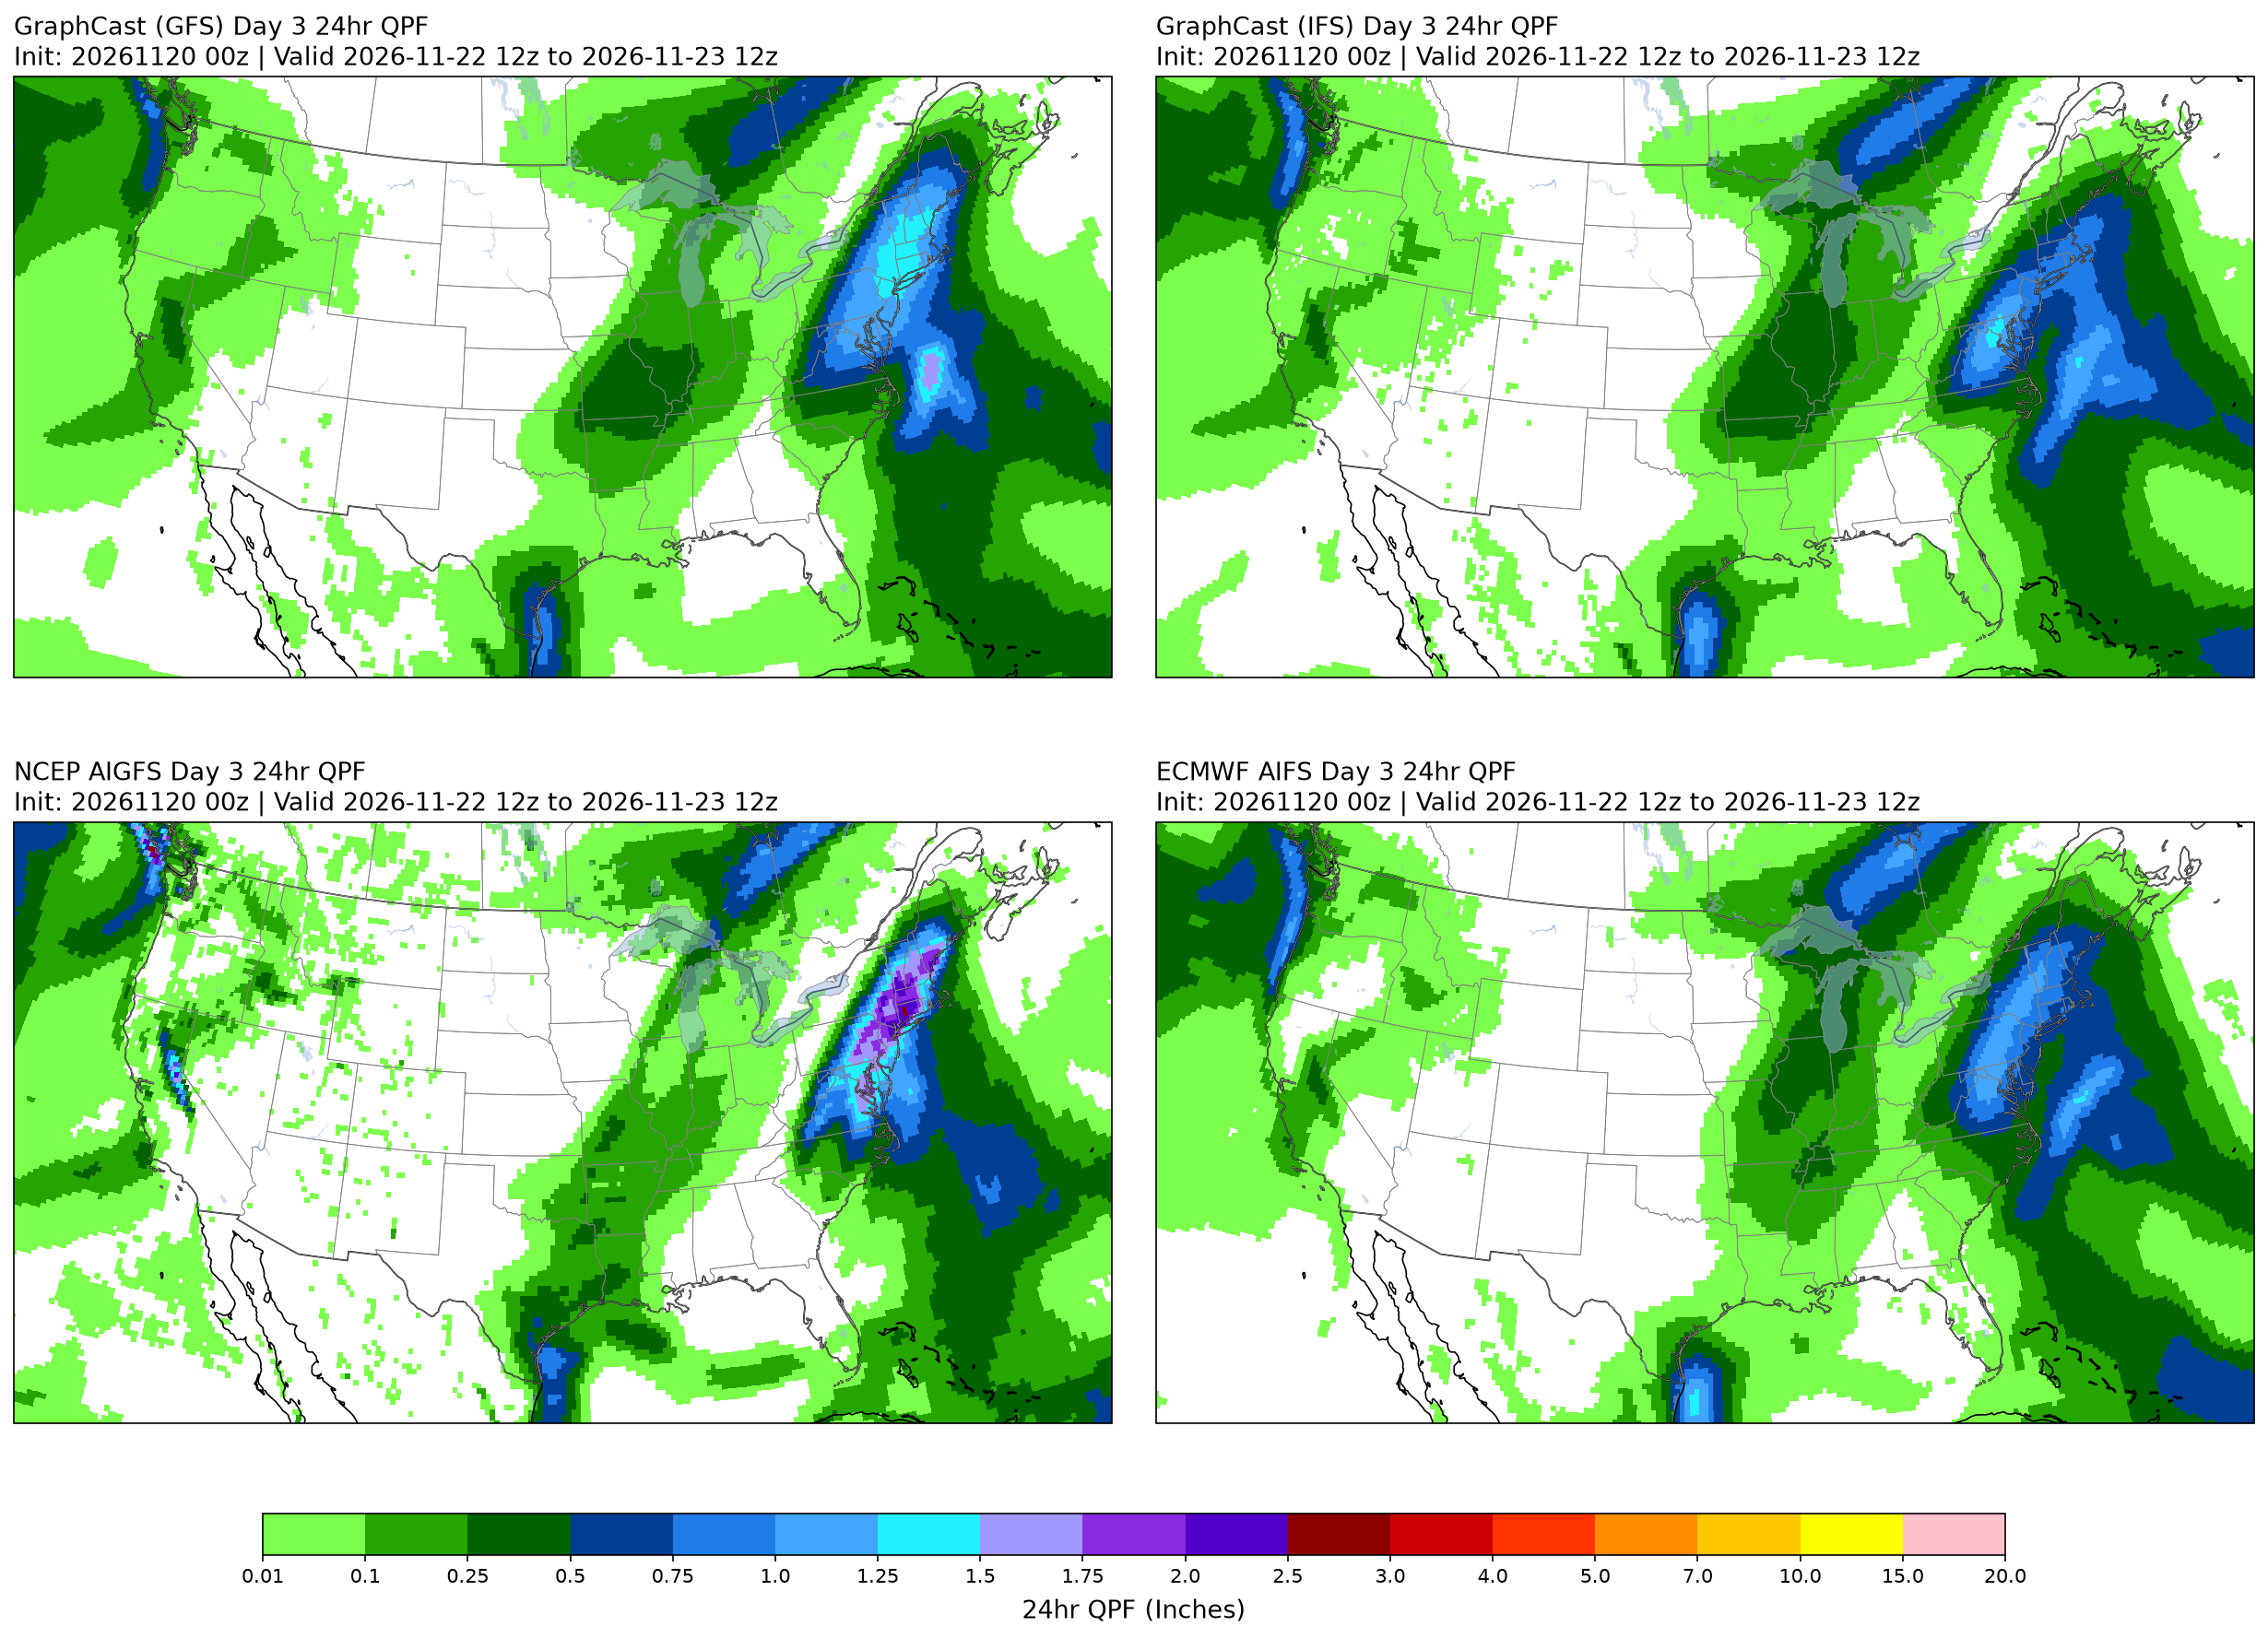 GraphCast (GFS) Day 3 24hr QPF
Init: 20261120 00z | Valid 2026-11-22 12z to 2026-11-23 12z
GraphCast (IFS) Day 3 24hr QPF
Init: 20261120 00z | Valid 2026-11-22 12z to 2026-11-23 12z
NCEP AIGFS Day 3 24hr QPF
Init: 20261120 00z | Valid 2026-11-22 12z to 2026-11-23 12z
ECMWF AIFS Day 3 24hr QPF
Init: 20261120 00z | Valid 2026-11-22 12z to 2026-11-23 12z
0.01 0.1 0.25 0.5 0.75 1.0 1.25 1.5 1.75 2.0 2.5 3.0 4.0 5.0 7.0 10.0 15.0 20.0
24hr QPF (Inches)